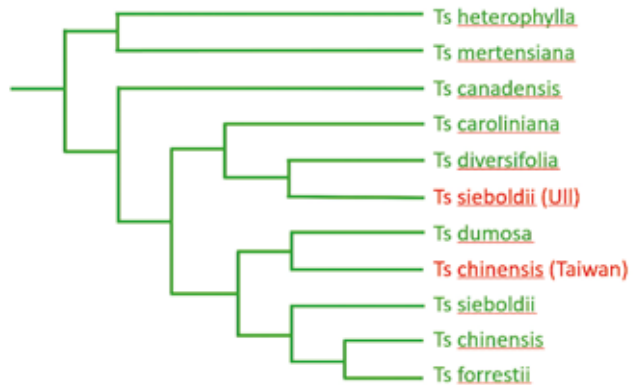 Ts heterophylla
Ts mertensiana
Ts canadensis
Ts caroliniana
Ts diversifolia
Ts sieboldii (Ull)
Ts dumosa
Ts chinensis (Taiwan)
Ts sieboldii
Ts chinensis
Ts forrestii